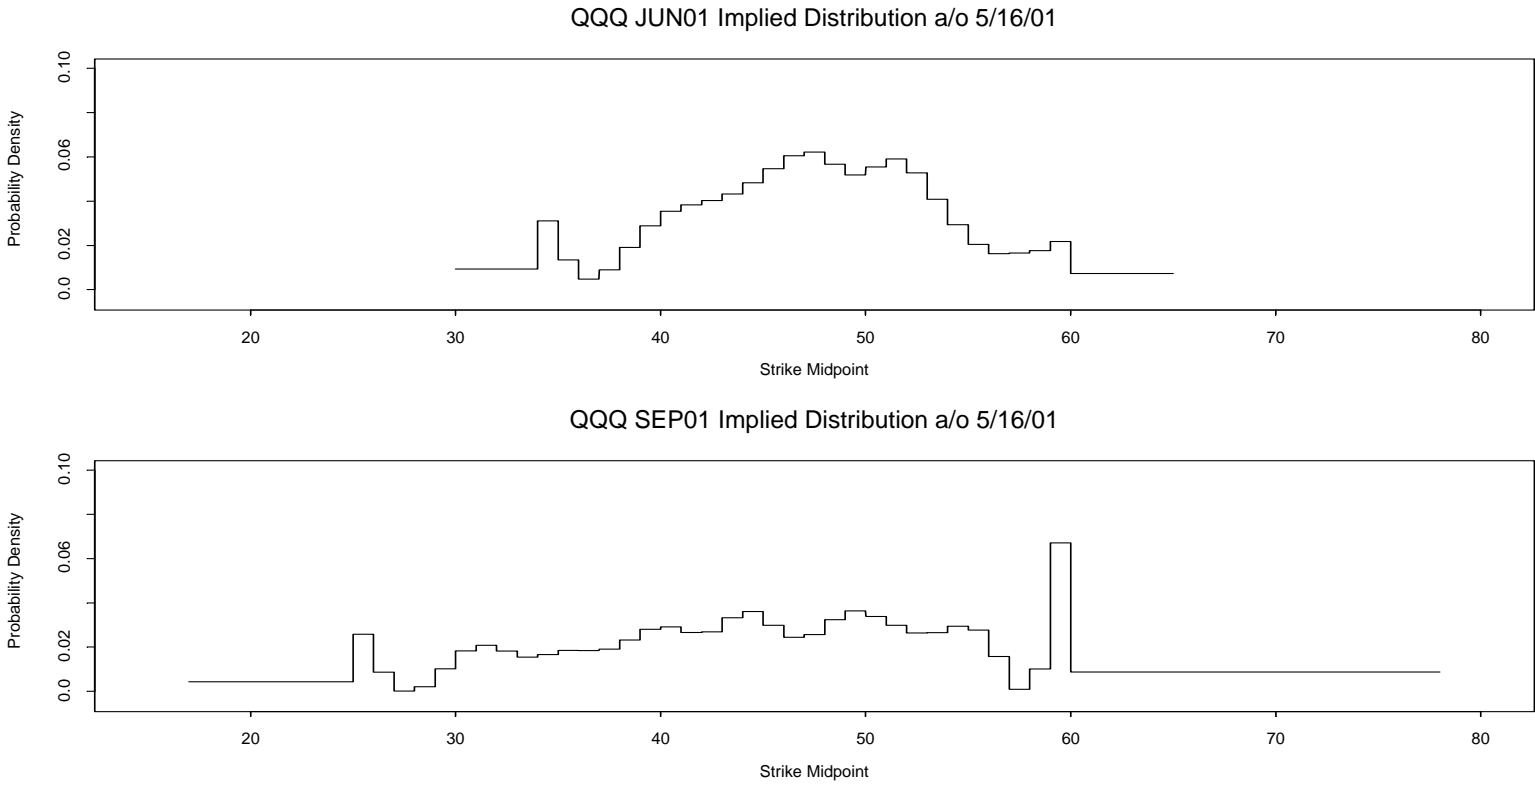 QQQ JUN01 Implied Distribution a/o 5/16/01
Probability Density
0.10
0.06
0.02
0.0
20 30 40 50 60 70 80
Strike Midpoint
QQQ SEP01 Implied Distribution a/o 5/16/01
Probability Density
0.10
0.06
0.02
0.0
20 30 40 50 60 70 80
Strike Midpoint